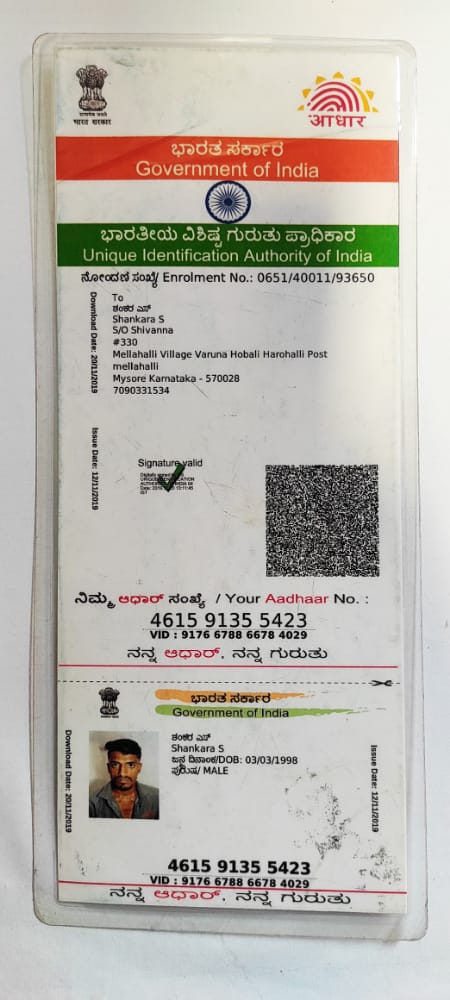 सत्यमेव जयते
भारत सरकार
आधार
ಭಾರತ ಸರ್ಕಾರ
Government of India
ಭಾರತೀಯ ವಿಶಿಷ್ಟ ಗುರುತು ಪ್ರಾಧಿಕಾರ
Unique Identification Authority of India
ನೋಂದಣಿ ಸಂಖ್ಯೆ/ Enrolment No.: 0651/40011/93650
Download Date: 20/11/2019
To
ಶಂಕರ ಎಸ್
Shankara S
S/O Shivanna
#330
Mellahalli Village Varuna Hobali Harohalli Post
mellahalli
Mysore Karnataka - 570028
7090331534
Issue Date: 12/11/2019
Signature valid
ನಿಮ್ಮ ಆಧಾರ್ ಸಂಖ್ಯೆ / Your Aadhaar No. :
4615 9135 5423
VID : 9176 6788 6678 4029
ನನ್ನ ಆಧಾರ್, ನನ್ನ ಗುರುತು
ಭಾರತ ಸರ್ಕಾರ
Government of India
Download Date: 20/11/2019
ಶಂಕರ ಎಸ್
Shankara S
ಜನ್ಮ ದಿನಾಂಕ/DOB: 03/03/1998
ಪುರುಷ/ MALE
Issue Date: 12/11/2019
4615 9135 5423
VID : 9176 6788 6678 4029
ನನ್ನ ಆಧಾರ್, ನನ್ನ ಗುರುತು